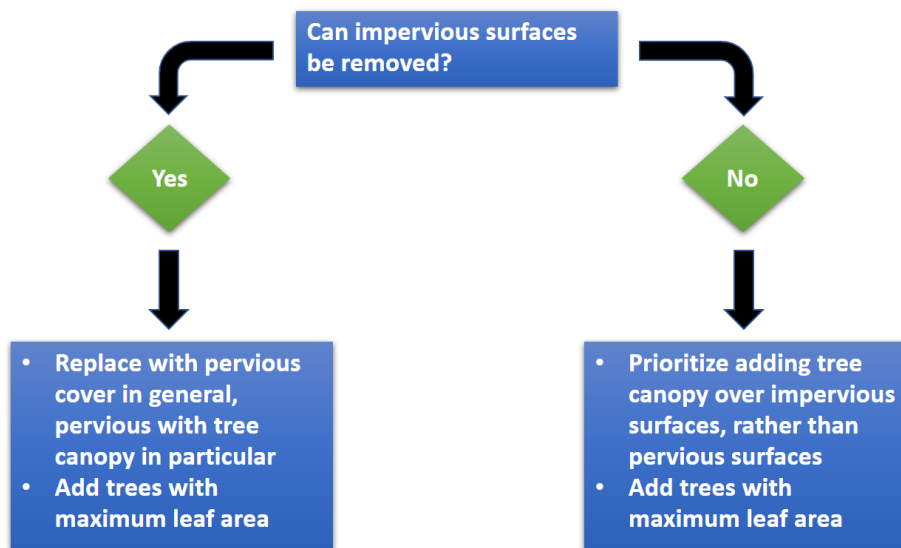 Can impervious surfaces
be removed?
Yes
No
• Replace with pervious
cover in general,
pervious with tree
canopy in particular
• Add trees with
maximum leaf area
• Prioritize adding tree
canopy over impervious
surfaces, rather than
pervious surfaces
• Add trees with
maximum leaf area